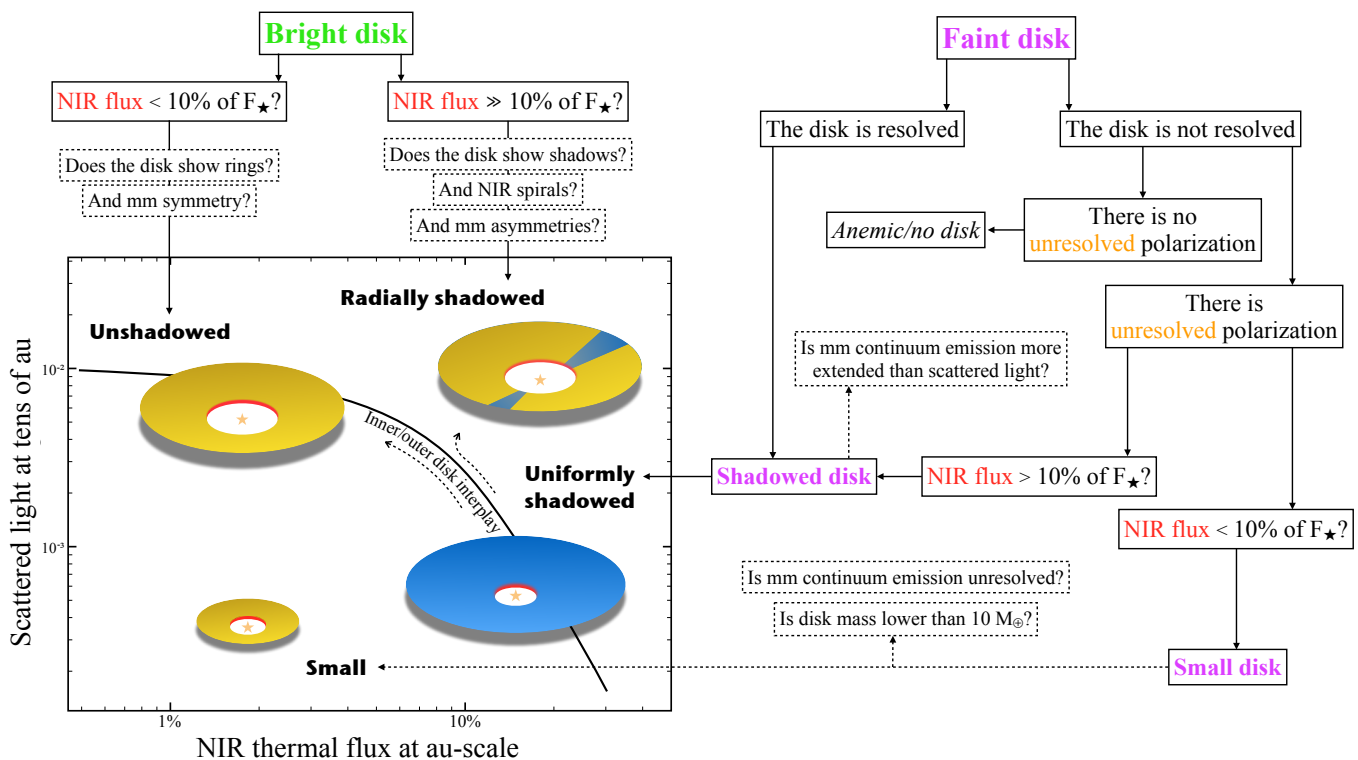 Bright disk
NIR flux < 10% of F★?
NIR flux ≫ 10% of F★?
Does the disk show rings?
And mm symmetry?
Does the disk show shadows?
And NIR spirals?
And mm asymmetries?
Faint disk
The disk is resolved
The disk is not resolved
There is no
unresolved polarization
Anemic/no disk
There is
unresolved polarization
Is mm continuum emission more
extended than scattered light?
Shadowed disk
NIR flux > 10% of F★?
NIR flux < 10% of F★?
Is mm continuum emission unresolved?
Is disk mass lower than 10 M⊕?
Small disk
Scattered light at tens of au
10⁻²
10⁻³
Unshadowed
Radially shadowed
Inner/outer disk interplay
Uniformly
shadowed
Small
1%
10%
NIR thermal flux at au-scale